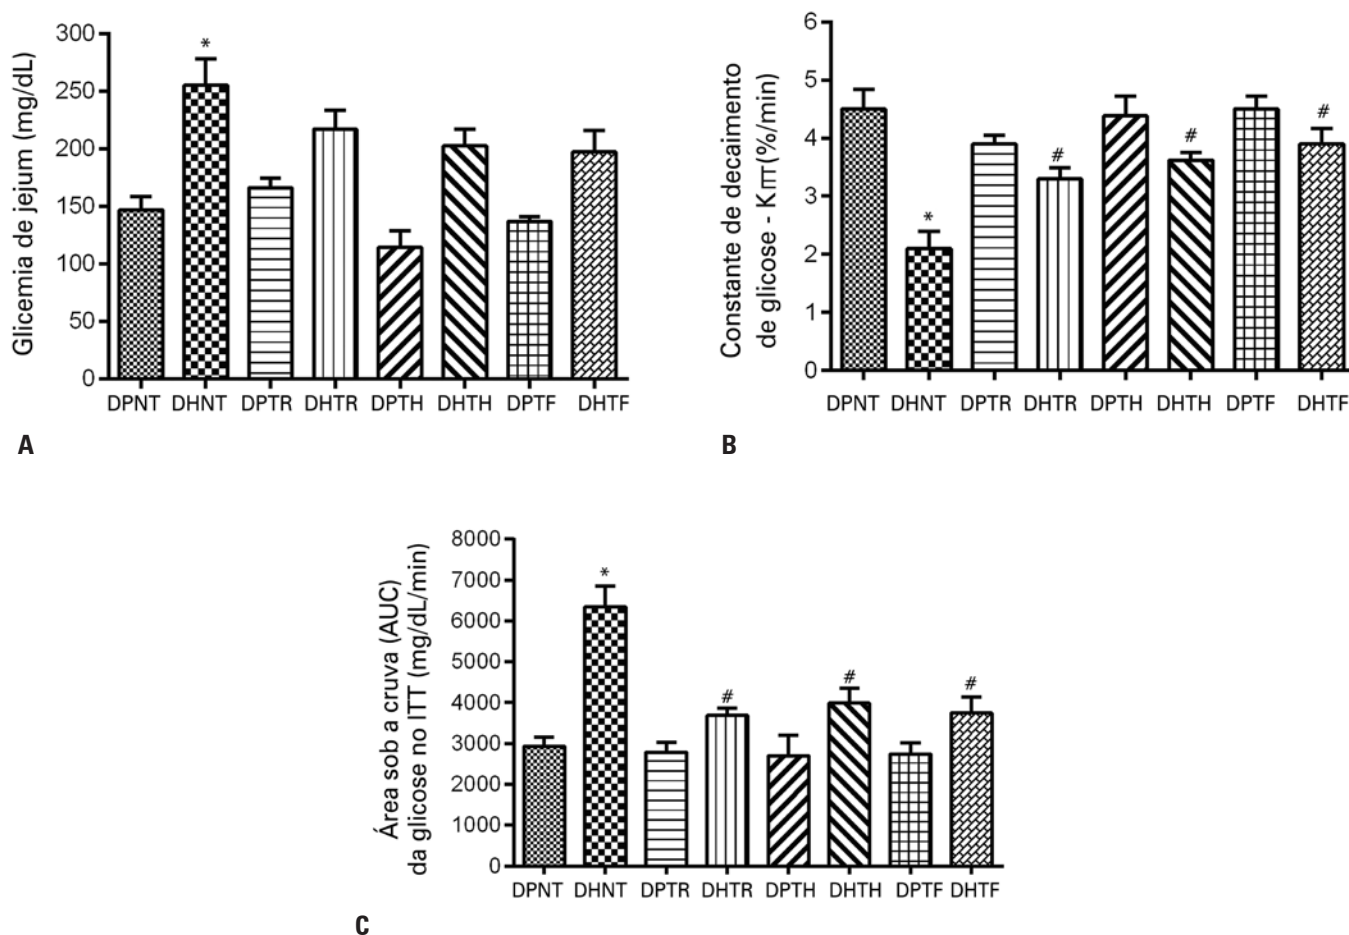 Glicemia de jejum (mg/dL)
300
250
200
150
100
50
0
*
DPNT DHNT DPTR DHTR DPTH DHTH DPTF DHTF
A
Constante de decaimento
de glicose - KITT(%/min)
6
5
4
3
2
1
0
* # # #
DPNT DHNT DPTR DHTR DPTH DHTH DPTF DHTF
B
Área sob a cruva (AUC)
da glicose no ITT (mg/dL/min)
8000
7000
6000
5000
4000
3000
2000
1000
0
* # # #
DPNT DHNT DPTR DHTR DPTH DHTH DPTF DHTF
C